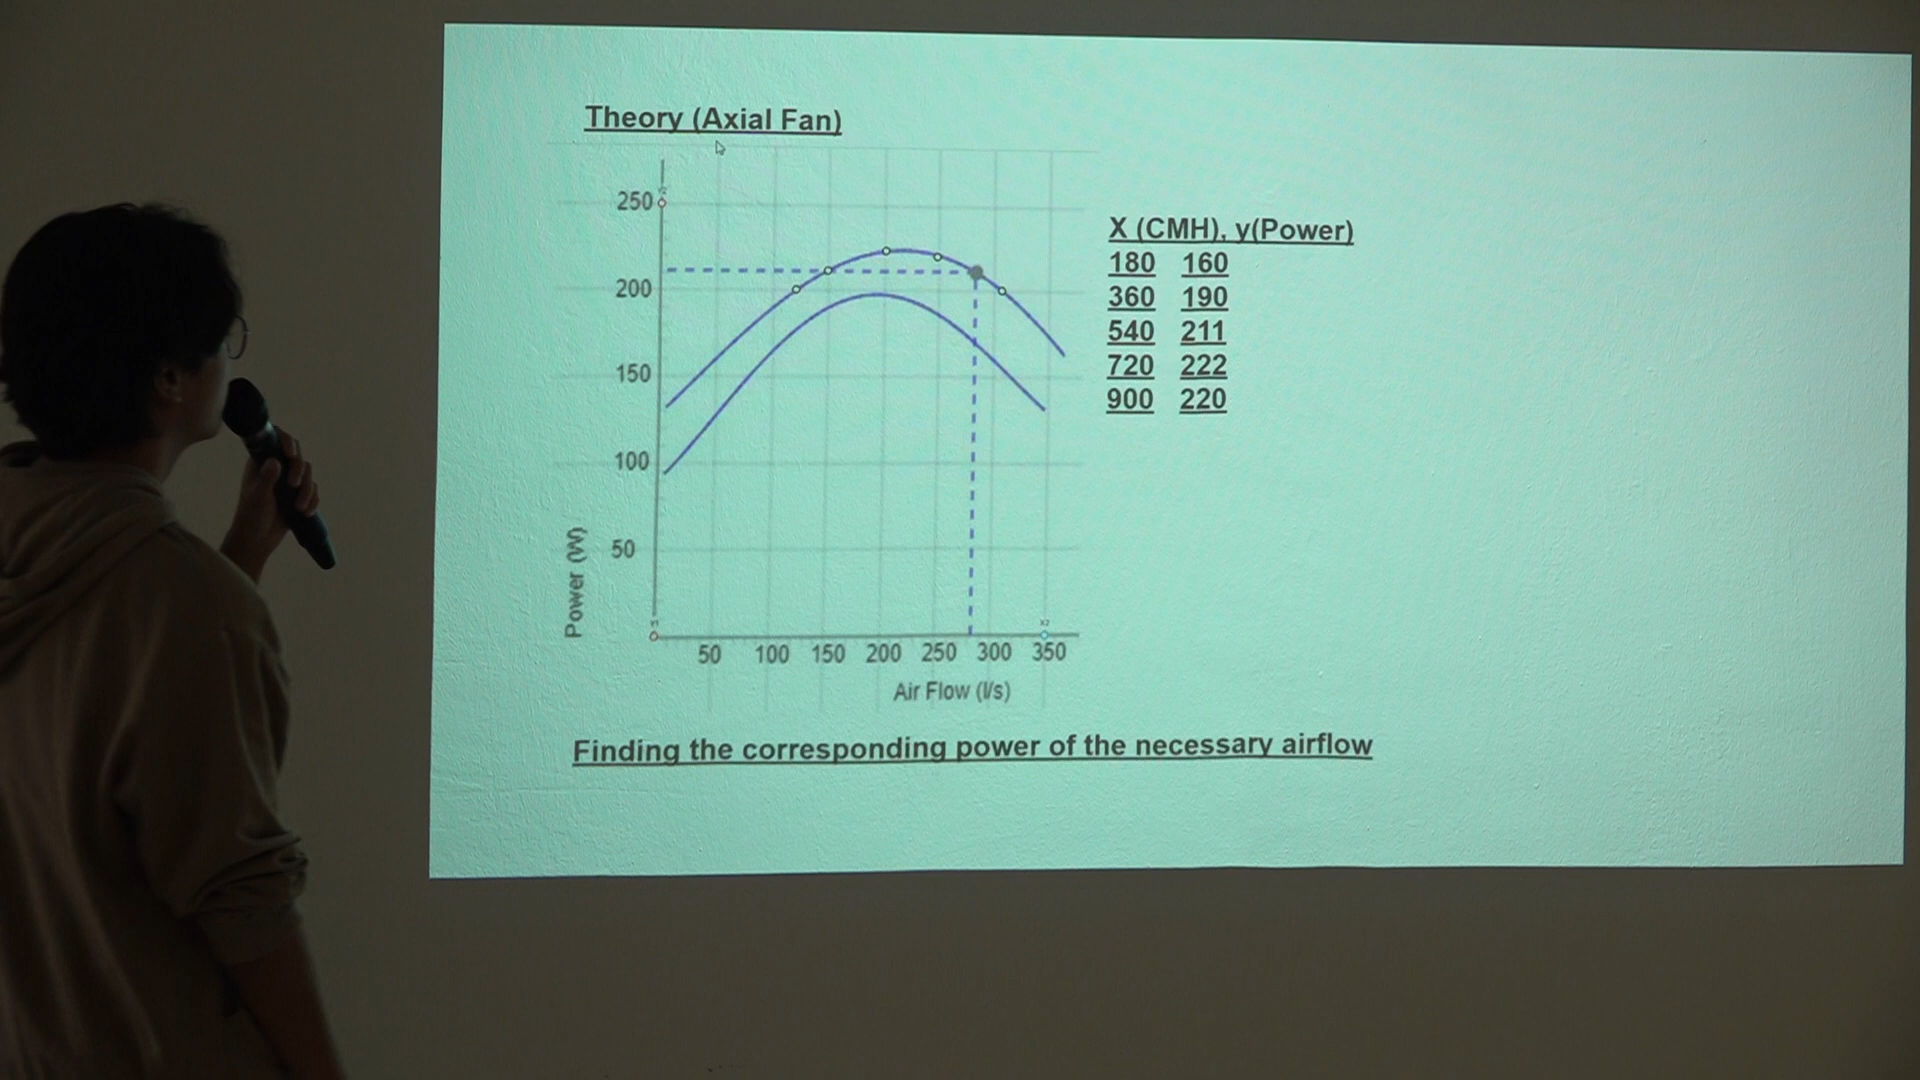 Theory (Axial Fan)
250
200
150
100
50
Power (W)
50 100 150 200 250 300 350
Air Flow (l/s)
X (CMH), y(Power)
180 160
360 190
540 211
720 222
900 220
Finding the corresponding power of the necessary airflow